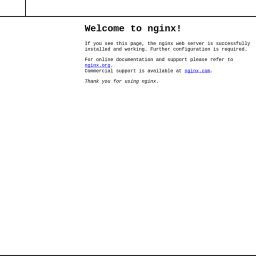 Welcome to nginx!
If you see this page, the nginx web server is successfully
installed and working. Further configuration is required.
For online documentation and support please refer to
nginx.org.
Commercial support is available at nginx.com.
Thank you for using nginx.